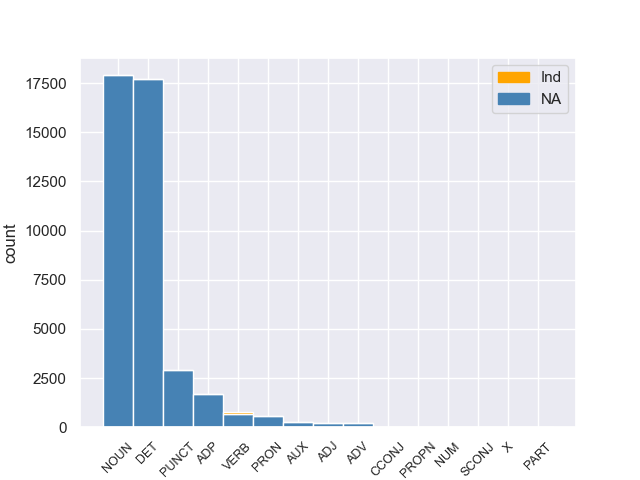 Ind
NA
17500
15000
12500
10000
7500
5000
2500
0
count
NOUN DET PUNCT ADP VERB PRON AUX ADJ ADV CCONJ PROPN NUM SCONJ X PART